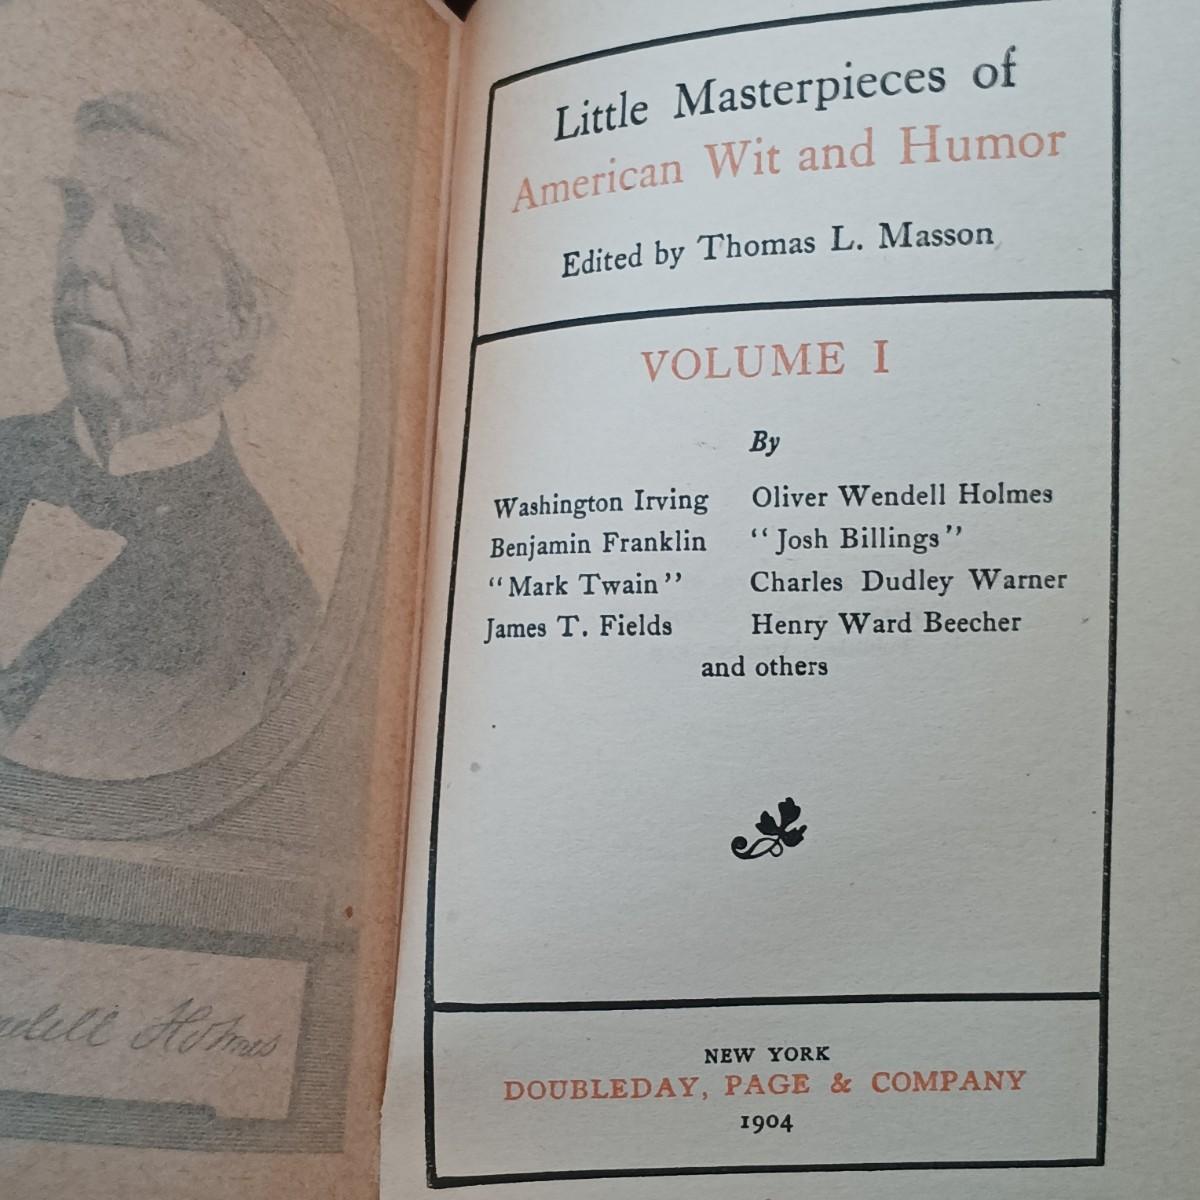 Little Masterpieces of
American Wit and Humor
Edited by Thomas L. Masson
VOLUME I
By
Washington Irving
Benjamin Franklin
“Mark Twain”
James T. Fields
Oliver Wendell Holmes
“Josh Billings”
Charles Dudley Warner
Henry Ward Beecher
and others
NEW YORK
DOUBLEDAY, PAGE & COMPANY
1904
Holmes